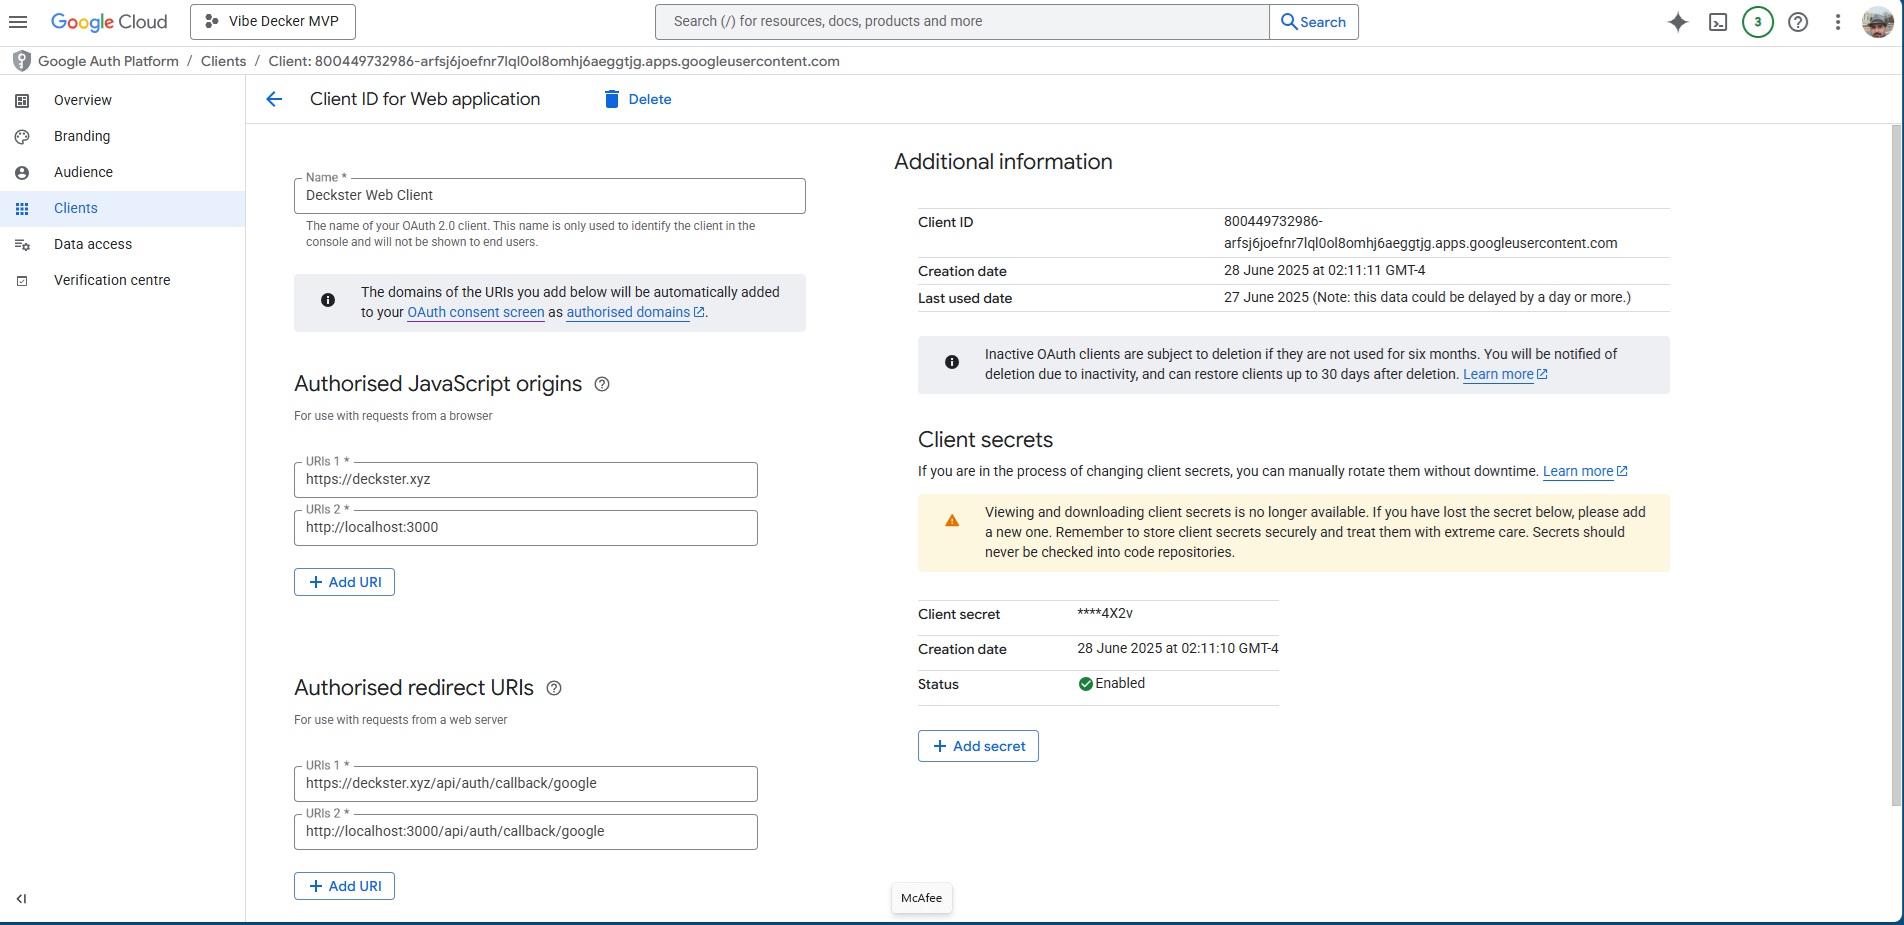 Google Cloud
Vibe Decker MVP
Search (/) for resources, docs, products and more
Search
3
Google Auth Platform / Clients / Client: 800449732986-arfsj6joefnr7lql0ol8omhj6aeggtjg.apps.googleusercontent.com
Overview
Branding
Audience
Clients
Data access
Verification centre
Client ID for Web application
Delete
Name *
Deckster Web Client
The name of your OAuth 2.0 client. This name is only used to identify the client in the
console and will not be shown to end users.
The domains of the URIs you add below will be automatically added
to your OAuth consent screen as authorised domains.
Authorised JavaScript origins
For use with requests from a browser
URIs 1 *
https://deckster.xyz
URIs 2 *
http://localhost:3000
+ Add URI
Authorised redirect URIs
For use with requests from a web server
URIs 1 *
https://deckster.xyz/api/auth/callback/google
URIs 2 *
http://localhost:3000/api/auth/callback/google
+ Add URI
Additional information
Client ID
800449732986-
arfsj6joefnr7lql0ol8omhj6aeggtjg.apps.googleusercontent.com
Creation date
28 June 2025 at 02:11:11 GMT-4
Last used date
27 June 2025 (Note: this data could be delayed by a day or more.)
Inactive OAuth clients are subject to deletion if they are not used for six months. You will be notified of
deletion due to inactivity, and can restore clients up to 30 days after deletion. Learn more
Client secrets
If you are in the process of changing client secrets, you can manually rotate them without downtime. Learn more
Viewing and downloading client secrets is no longer available. If you have lost the secret below, please add
a new one. Remember to store client secrets securely and treat them with extreme care. Secrets should
never be checked into code repositories.
Client secret
****4X2v
Creation date
28 June 2025 at 02:11:10 GMT-4
Status
Enabled
+ Add secret
McAfee